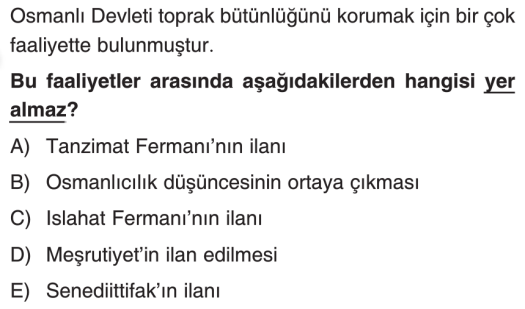 Osmanlı Devleti toprak bütünlüğünü korumak için bir çok
faaliyette bulunmuştur.
Bu faaliyetler arasında aşağıdakilerden hangisi yer
almaz?
A) Tanzimat Fermanı’nın ilanı
B) Osmanlıcılık düşüncesinin ortaya çıkması
C) Islahat Fermanı’nın ilanı
D) Meşrutiyet’in ilan edilmesi
E) Senediittifak’ın ilanı